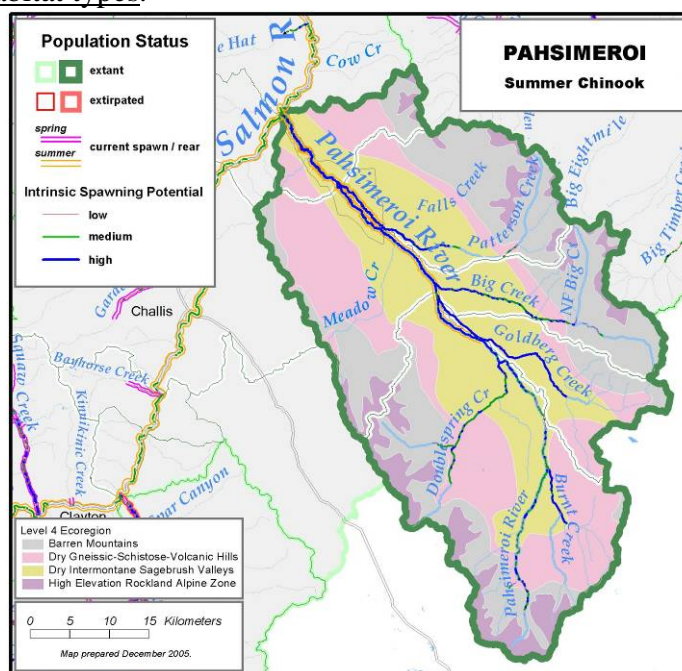 Population Status
extant
extirpated
spring
summer
current spawn / rear
Intrinsic Spawning Potential
low
medium
high
PAHSIMEROI
Summer Chinook
Hat
Cow Cr
Salmon R
Pahsimeroi River
Falls Creek
Patterson Creek
Big Eightmile
Big Timber
NF Big Cr
Big Creek
Goldberg Creek
Meadow Cr
Doublespring Cr
Burnt Creek
Pahsimeroi River
Challis
Bayhorse Creek
Kinnikinic Creek
Squaw Creek
Clayton
Canyon
Level 4 Ecoregion
Barren Mountains
Dry Gneissic-Schistose-Volcanic Hills
Dry Intermontane Sagebrush Valleys
High Elevation Rockland Alpine Zone
0 5 10 15 Kilometers
Map prepared December 2005.